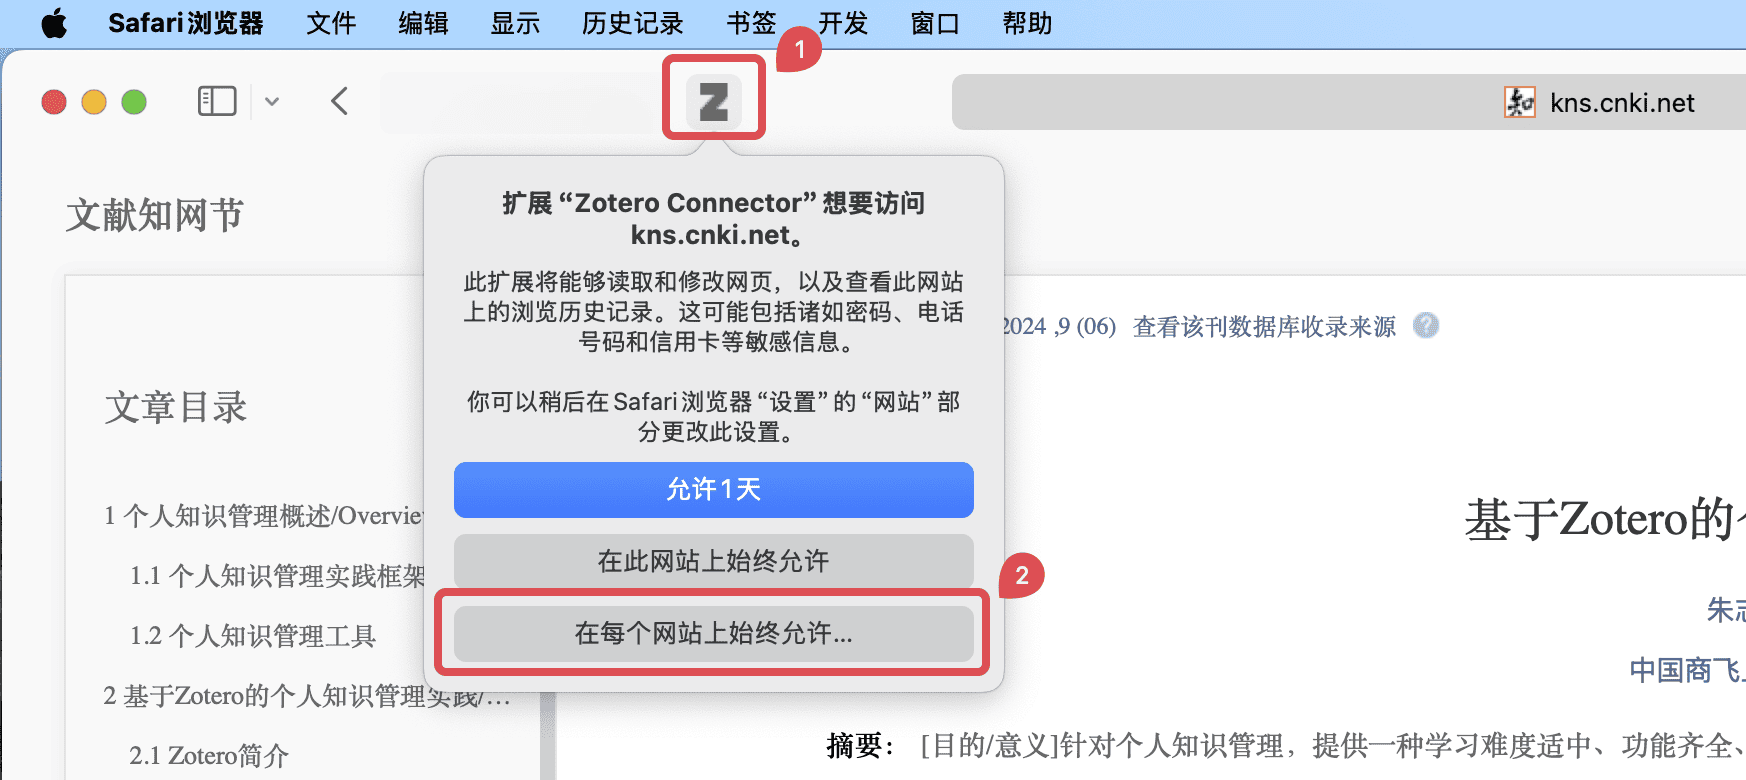 Safari浏览器 文件 编辑 显示 历史记录 书签 开发 窗口 帮助
1
Z
kns.cnki.net
文献知网节
扩展“Zotero Connector”想要访问
kns.cnki.net。
此扩展将能够读取和修改网页，以及查看此网站
上的浏览历史记录。这可能包括诸如密码、电话
号码和信用卡等敏感信息。
你可以稍后在Safari浏览器“设置”的“网站”部
分更改此设置。
允许1天
在此网站上始终允许
2
在每个网站上始终允许...
2024 ,9 (06) 查看该刊数据库收录来源 ?
文章目录
1 个人知识管理概述/Overvie
1.1 个人知识管理实践框架
1.2 个人知识管理工具
2 基于Zotero的个人知识管理实践/…
2.1 Zotero简介
基于Zotero的
朱志
中国商飞
摘要： [目的/意义]针对个人知识管理，提供一种学习难度适中、功能齐全、